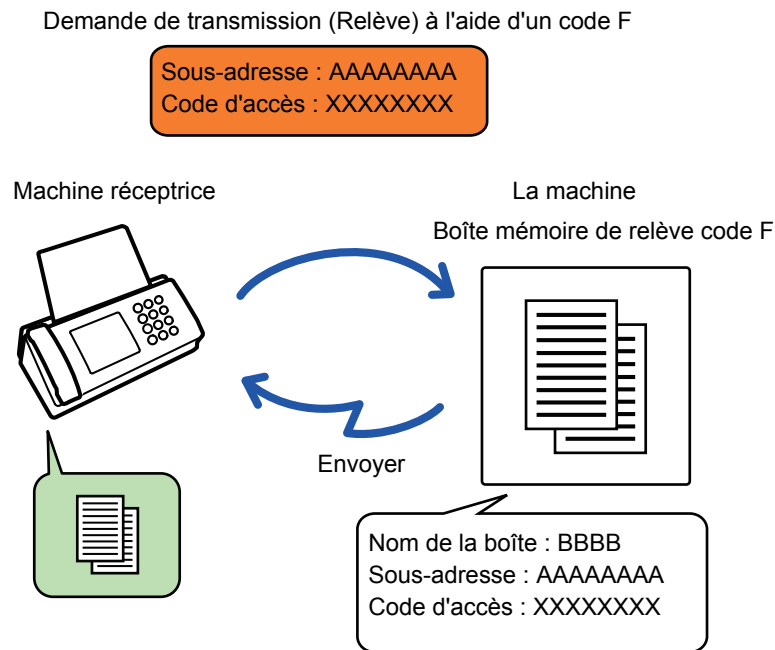 Demande de transmission (Relève) à l'aide d'un code F
Sous-adresse : AAAAAAAA
Code d'accès : XXXXXXXX
Machine réceptrice
La machine
Boîte mémoire de relève code F
Envoyer
Nom de la boîte : BBBB
Sous-adresse : AAAAAAAA
Code d'accès : XXXXXXXX